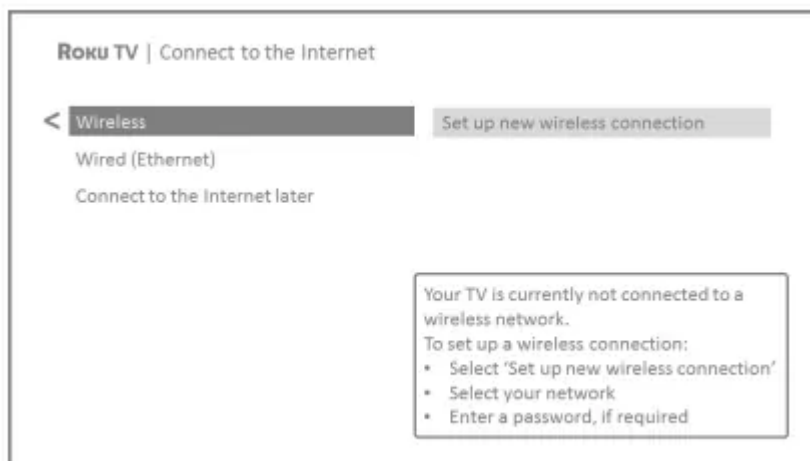 ROKU TV | Connect to the Internet
< Wireless
Set up new wireless connection
Wired (Ethernet)
Connect to the Internet later
Your TV is currently not connected to a
wireless network.
To set up a wireless connection:
• Select 'Set up new wireless connection'
• Select your network
• Enter a password, if required